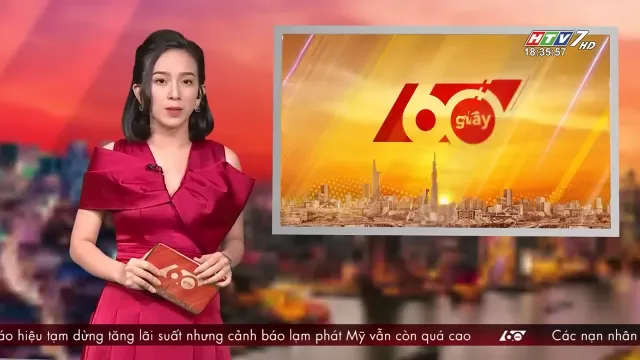 HTV7 HD
18:35:57
60 giây
60 giây
áo hiệu tạm dừng tăng lãi suất nhưng cảnh báo lạm phát Mỹ vẫn còn quá cao 60 Các nạn nhân